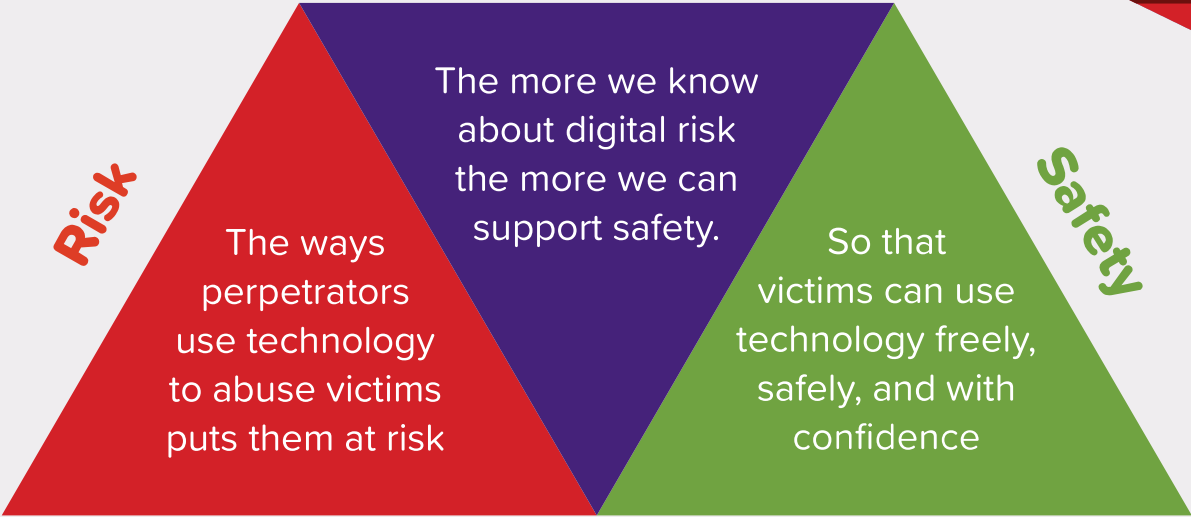 Risk
The ways
perpetrators
use technology
to abuse victims
puts them at risk
The more we know
about digital risk
the more we can
support safety.
So that
victims can use
technology freely,
safely, and with
confidence
Safety